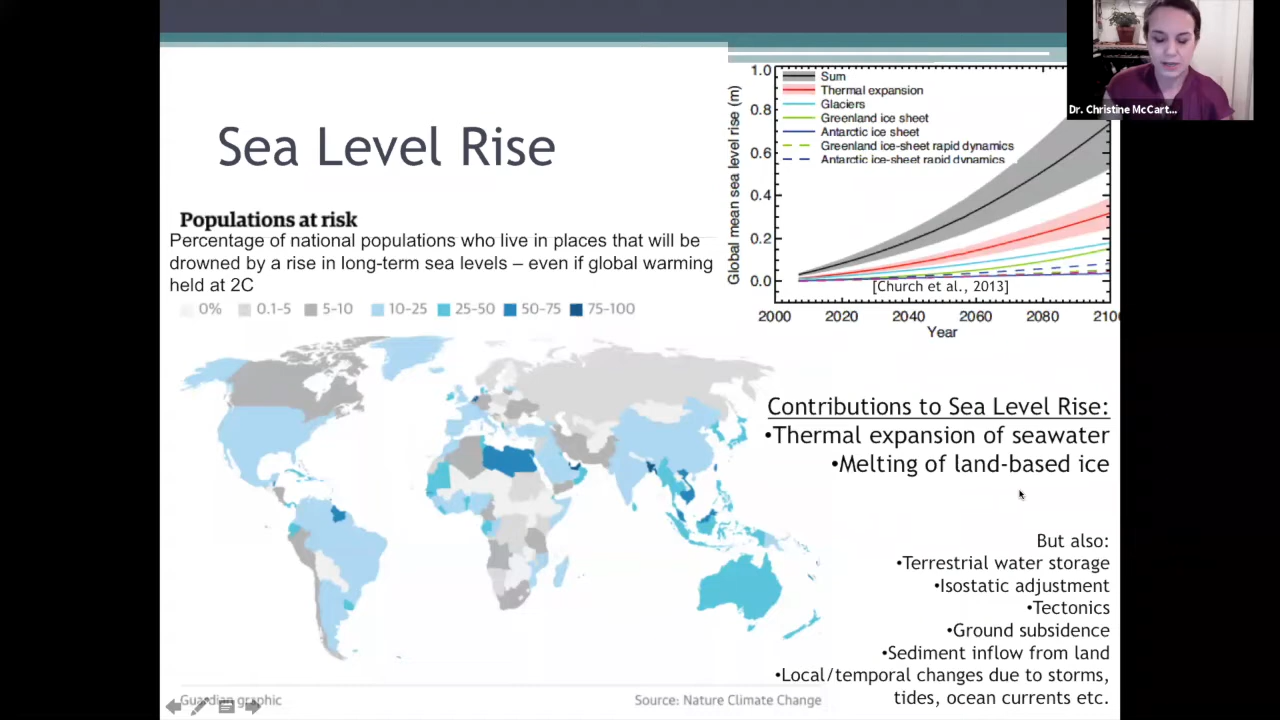 Sea Level Rise
Populations at risk
Percentage of national populations who live in places that will be
drowned by a rise in long-term sea levels – even if global warming
held at 2C
0% 0.1-5 5-10 10-25 25-50 50-75 75-100
Guardian graphic
Source: Nature Climate Change
Global mean sea level rise (m)
1.0
0.8
0.6
0.4
0.2
0.0
Sum
Thermal expansion
Glaciers
Greenland ice sheet
Antarctic ice sheet
Greenland ice-sheet rapid dynamics
Antarctic ice-sheet rapid dynamics
[Church et al., 2013]
2000 2020 2040 2060 2080 2100
Year
Dr. Christine McCart...
Contributions to Sea Level Rise:
•Thermal expansion of seawater
•Melting of land-based ice
But also:
•Terrestrial water storage
•Isostatic adjustment
•Tectonics
•Ground subsidence
•Sediment inflow from land
•Local/temporal changes due to storms,
tides, ocean currents etc.